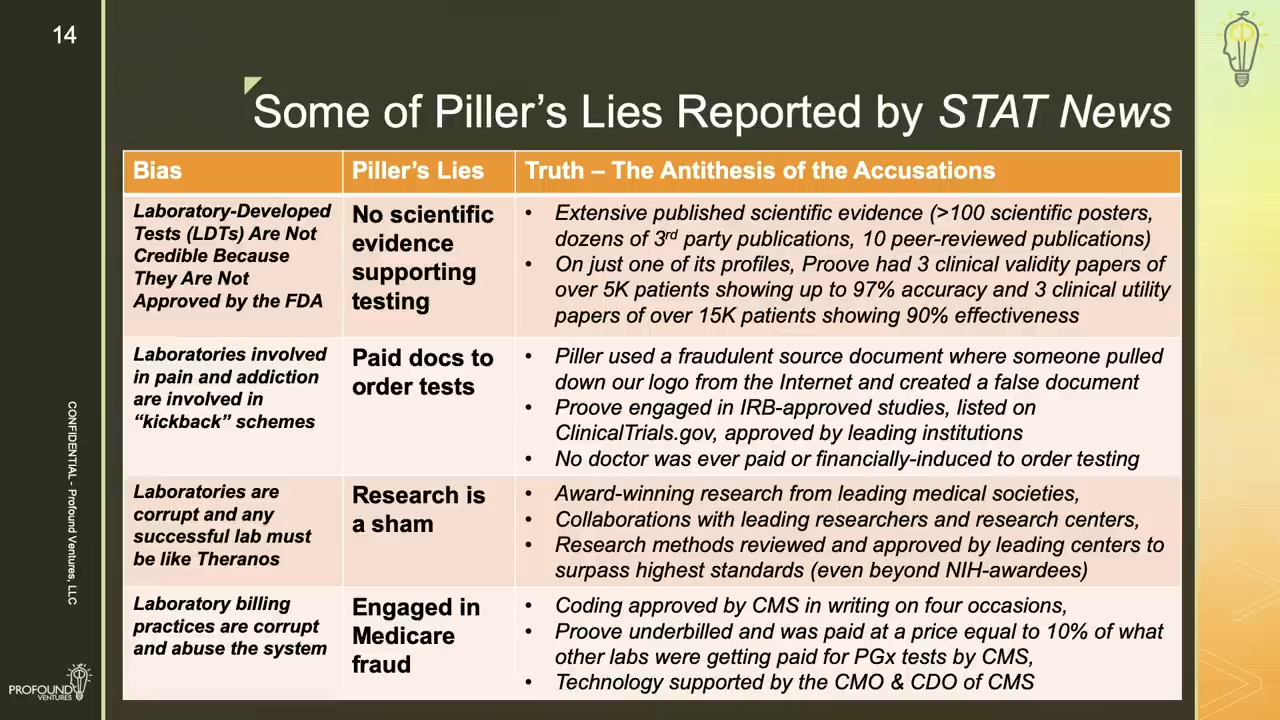 14
Some of Piller’s Lies Reported by STAT News
Bias
Piller’s Lies
Truth – The Antithesis of the Accusations
Laboratory-Developed
Tests (LDTs) Are Not
Credible Because
They Are Not
Approved by the FDA
No scientific
evidence
supporting
testing
• Extensive published scientific evidence (>100 scientific posters,
dozens of 3rd party publications, 10 peer-reviewed publications)
• On just one of its profiles, Proove had 3 clinical validity papers of
over 5K patients showing up to 97% accuracy and 3 clinical utility
papers of over 15K patients showing 90% effectiveness
Laboratories involved
in pain and addiction
are involved in
“kickback” schemes
Paid docs to
order tests
• Piller used a fraudulent source document where someone pulled
down our logo from the Internet and created a false document
• Proove engaged in IRB-approved studies, listed on
ClinicalTrials.gov, approved by leading institutions
• No doctor was ever paid or financially-induced to order testing
Laboratories are
corrupt and any
successful lab must
be like Theranos
Research is
a sham
• Award-winning research from leading medical societies,
• Collaborations with leading researchers and research centers,
• Research methods reviewed and approved by leading centers to
surpass highest standards (even beyond NIH-awardees)
Laboratory billing
practices are corrupt
and abuse the system
Engaged in
Medicare
fraud
• Coding approved by CMS in writing on four occasions,
• Proove underbilled and was paid at a price equal to 10% of what
other labs were getting paid for PGx tests by CMS,
• Technology supported by the CMO & CDO of CMS
CONFIDENTIAL - Profound Ventures, LLC
PROFOUND
VENTURES